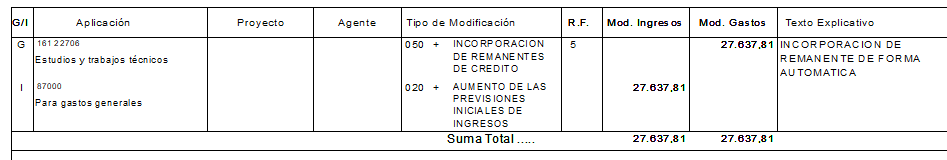 G/I Aplicación Proyecto Agente Tipo de Modificación R.F. Mod. Ingresos Mod. Gastos Texto Explicativo
G 161 22706 050 + INCORPORACION 5 27.637,81 INCORPORACION DE
Estudios y trabajos técnicos DE REMANENTES REMANENTE DE FORMA
DE CREDITO AUTOMATICA
I 87000 020 + AUMENTO DE LAS 27.637,81
Para gastos generales PREVISIONES
INICIALES DE
INGRESOS
Suma Total ..... 27.637,81 27.637,81